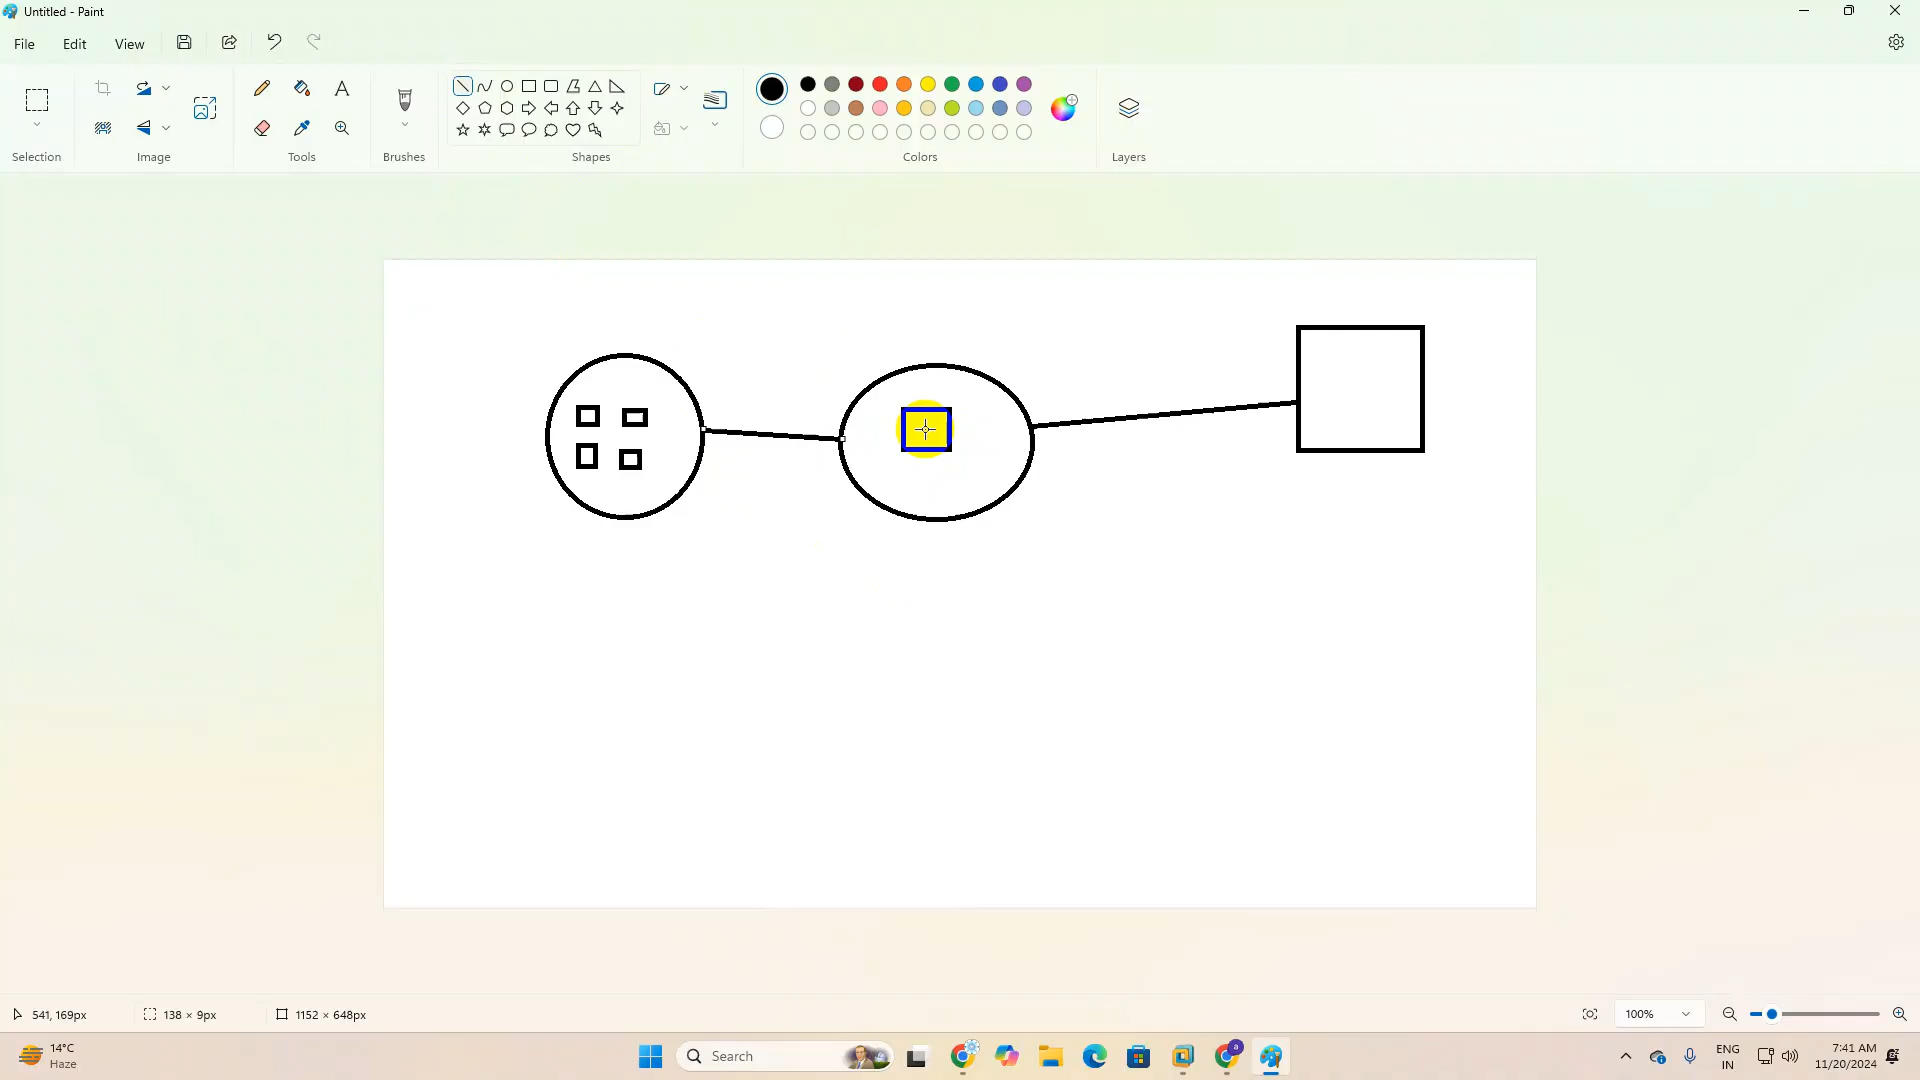 Untitled - Paint
File
Edit
View
Selection
Image
Tools
Brushes
Shapes
Colors
Layers
541, 169px
138 × 9px
1152 × 648px
100%
14°C
Haze
Search
ENG
IN
7:41 AM
11/20/2024